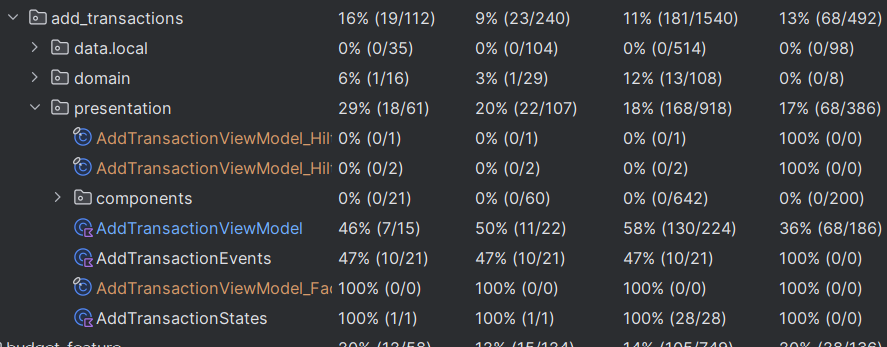 add_transactions 16% (19/112) 9% (23/240) 11% (181/1540) 13% (68/492)
data.local 0% (0/35) 0% (0/104) 0% (0/514) 0% (0/98)
domain 6% (1/16) 3% (1/29) 12% (13/108) 0% (0/8)
presentation 29% (18/61) 20% (22/107) 18% (168/918) 17% (68/386)
AddTransactionViewModel_Hil 0% (0/1) 0% (0/1) 0% (0/1) 100% (0/0)
AddTransactionViewModel_Hil 0% (0/2) 0% (0/2) 0% (0/2) 100% (0/0)
components 0% (0/21) 0% (0/60) 0% (0/642) 0% (0/200)
AddTransactionViewModel 46% (7/15) 50% (11/22) 58% (130/224) 36% (68/186)
AddTransactionEvents 47% (10/21) 47% (10/21) 47% (10/21) 100% (0/0)
AddTransactionViewModel_Fac 100% (0/0) 100% (0/0) 100% (0/0) 100% (0/0)
AddTransactionStates 100% (1/1) 100% (1/1) 100% (28/28) 100% (0/0)
budget_feature